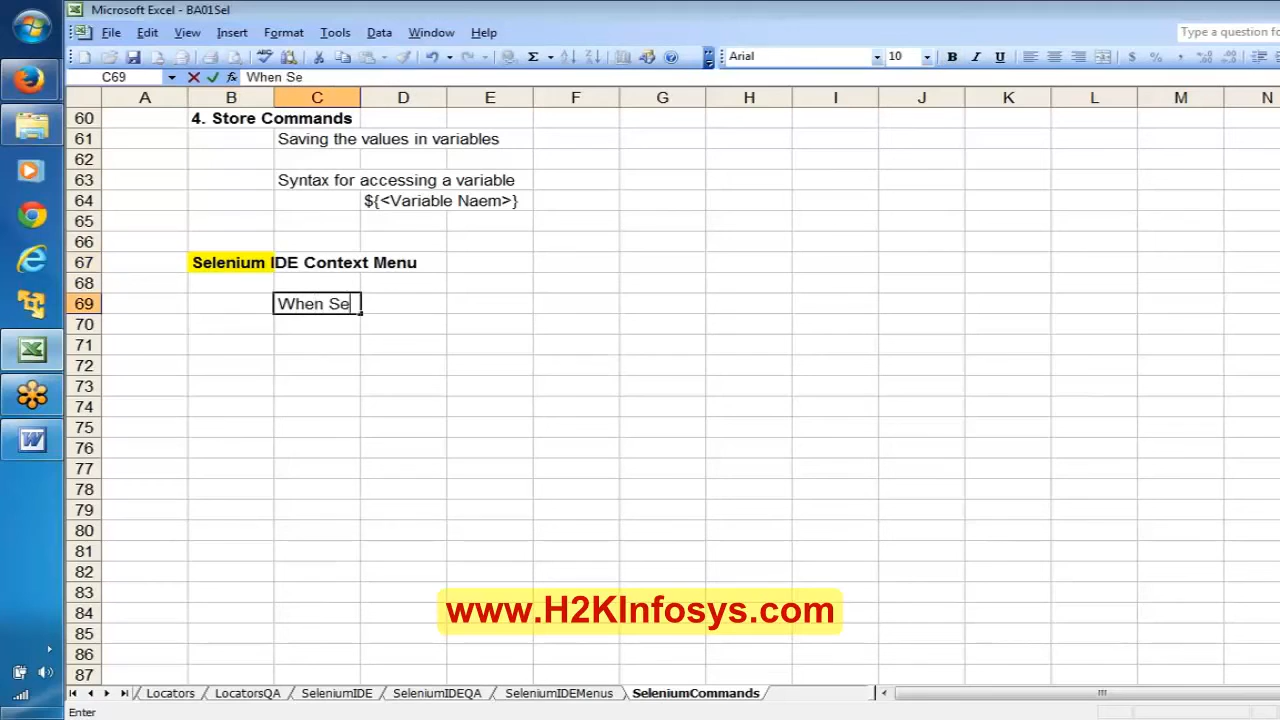 Microsoft Excel - BA01Sel
File Edit View Insert Format Tools Data Window Help
Type a question fo
Arial 10
C69 When Se
A B C D E F G H I J K L M N
60 4. Store Commands
61 Saving the values in variables
62
63 Syntax for accessing a variable
64 ${<Variable Naem>}
65
66
67 Selenium IDE Context Menu
68
69 When Se
70
71
72
73
74
75
76
77
78
79
80
81
82
83
84
85
86
87
www.H2KInfosys.com
Locators LocatorsQA SeleniumIDE SeleniumIDEQA SeleniumIDEMenus SeleniumCommands
Enter